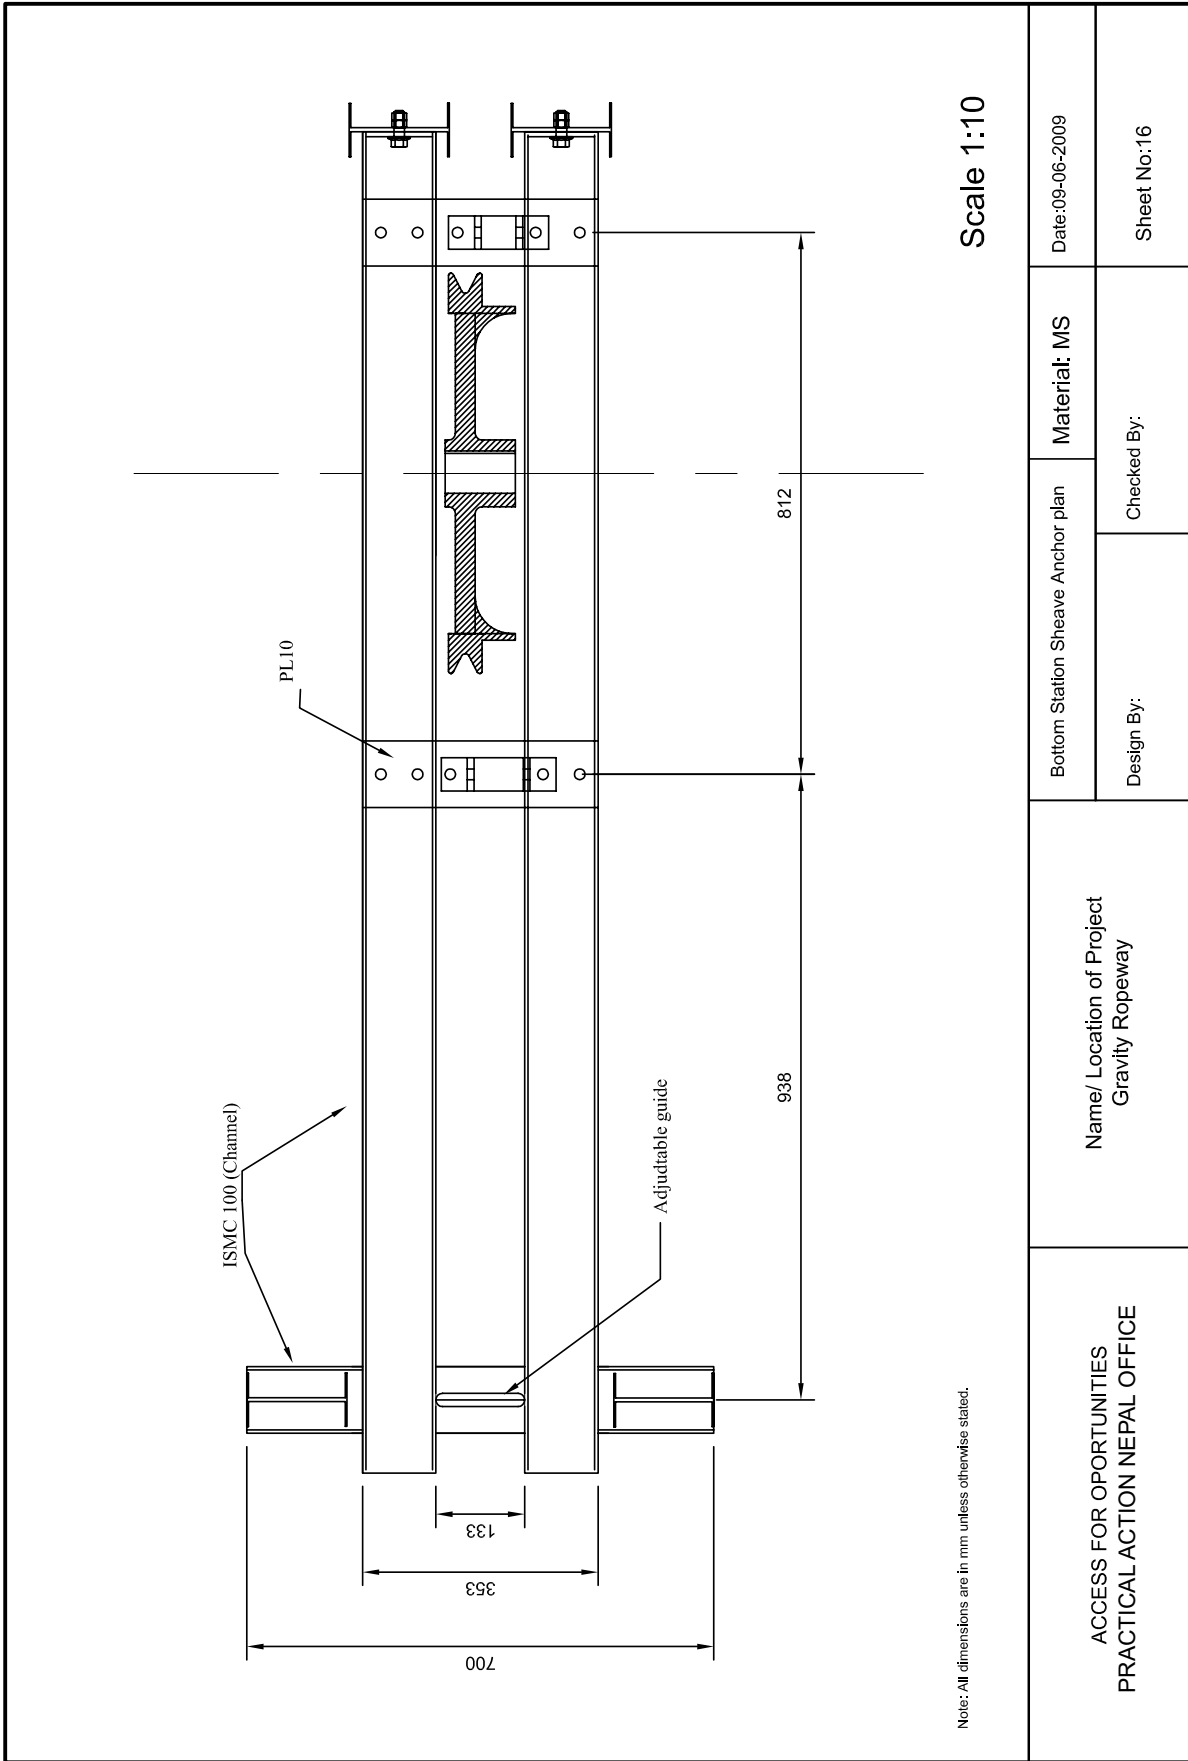 ISMC 100 (Channel)
PL10
Adjudtable guide
700
353
133
938
812
Note: All dimensions are in mm unless otherwise stated.
Scale 1:10
ACCESS FOR OPORTUNITIES
PRACTICAL ACTION NEPAL OFFICE
Name/ Location of Project
Gravity Ropeway
Bottom Station Sheave Anchor plan
Material: MS
Date:09-06-2009
Design By:
Checked By:
Sheet No:16